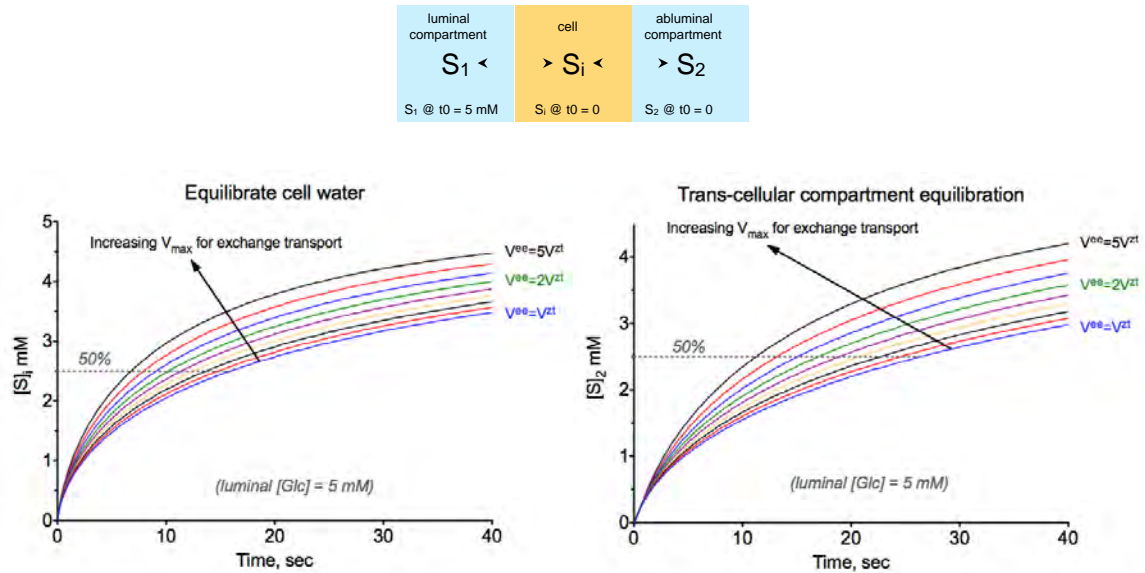 luminal
compartment
cell
abluminal
compartment
S1
Si
S2
S1 @ t0 = 5 mM
Si @ t0 = 0
S2 @ t0 = 0
Equilibrate cell water
5
4
3
2
1
0
[S]i mM
Increasing Vmax for exchange transport
Vee=5Vzt
Vee=2Vzt
Vee=Vzt
50%
(luminal [Glc] = 5 mM)
0
10
20
30
40
Time, sec
Trans-cellular compartment equilibration
4
3
2
1
0
[S]2 mM
Increasing Vmax for exchange transport
Vee=5Vzt
Vee=2Vzt
Vee=Vzt
50%
(luminal [Glc] = 5 mM)
0
10
20
30
40
Time, sec